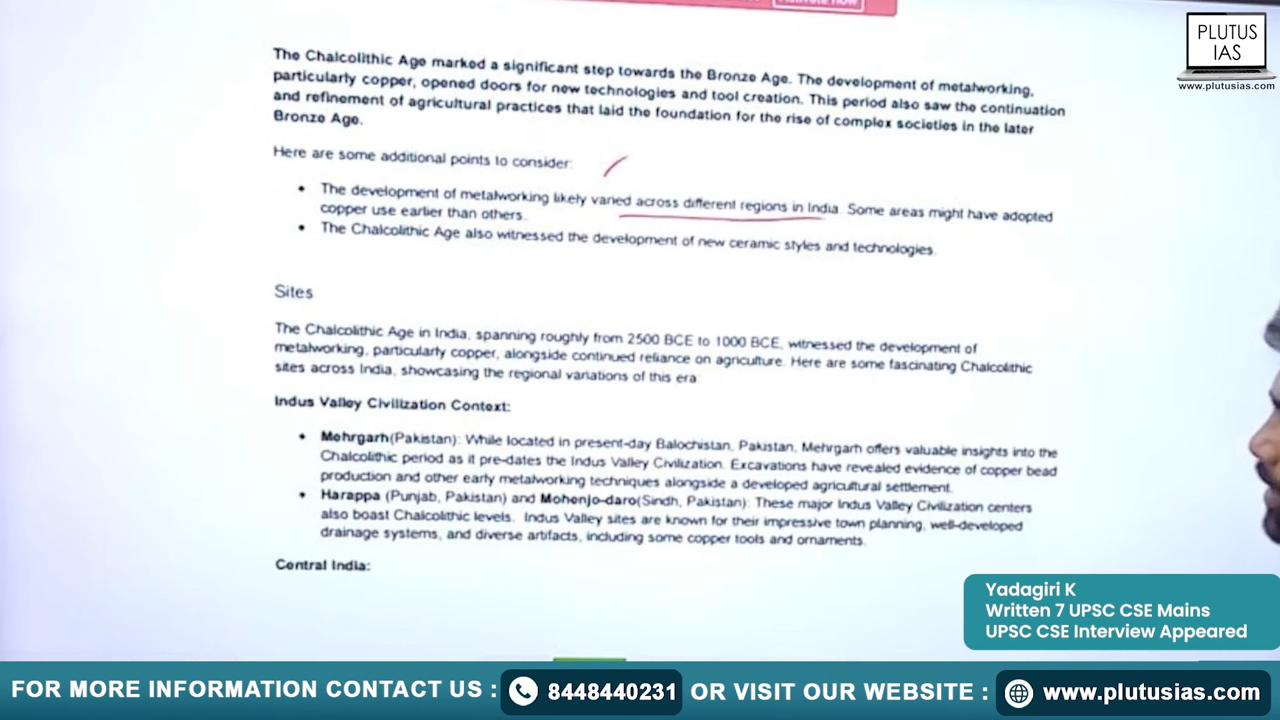 PLUTUS
IAS
www.plutusias.com
The Chalcolithic Age marked a significant step towards the Bronze Age. The development of metalworking,
particularly copper, opened doors for new technologies and tool creation. This period also saw the continuation
and refinement of agricultural practices that laid the foundation for the rise of complex societies in the later
Bronze Age.
Here are some additional points to consider:
• The development of metalworking likely varied across different regions in India. Some areas might have adopted
copper use earlier than others.
• The Chalcolithic Age also witnessed the development of new ceramic styles and technologies.
Sites
The Chalcolithic Age in India, spanning roughly from 2500 BCE to 1000 BCE, witnessed the development of
metalworking, particularly copper, alongside continued reliance on agriculture. Here are some fascinating Chalcolithic
sites across India, showcasing the regional variations of this era
Indus Valley Civilization Context:
• Mehrgarh(Pakistan): While located in present-day Balochistan, Pakistan, Mehrgarh offers valuable insights into the
Chalcolithic period as it pre-dates the Indus Valley Civilization. Excavations have revealed evidence of copper bead
production and other early metalworking techniques alongside a developed agricultural settlement.
• Harappa (Punjab, Pakistan) and Mohenjo-daro(Sindh, Pakistan): These major Indus Valley Civilization centers
also boast Chalcolithic levels. Indus Valley sites are known for their impressive town planning, well-developed
drainage systems, and diverse artifacts, including some copper tools and ornaments.
Central India:
Yadagiri K
Written 7 UPSC CSE Mains
UPSC CSE Interview Appeared
FOR MORE INFORMATION CONTACT US : 8448440231 OR VISIT OUR WEBSITE : www.plutusias.com